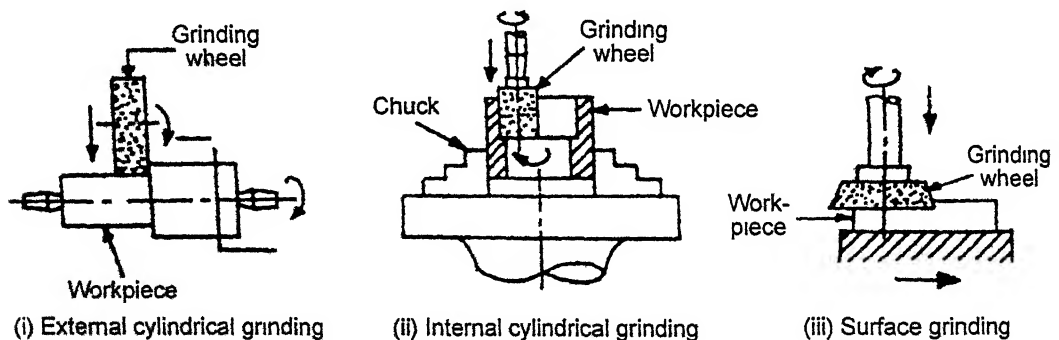 Grinding
wheel
Workpiece
(i) External cylindrical grinding
Grinding
wheel
Chuck
Workpiece
(ii) Internal cylindrical grinding
Grinding
wheel
Work-
piece
(iii) Surface grinding